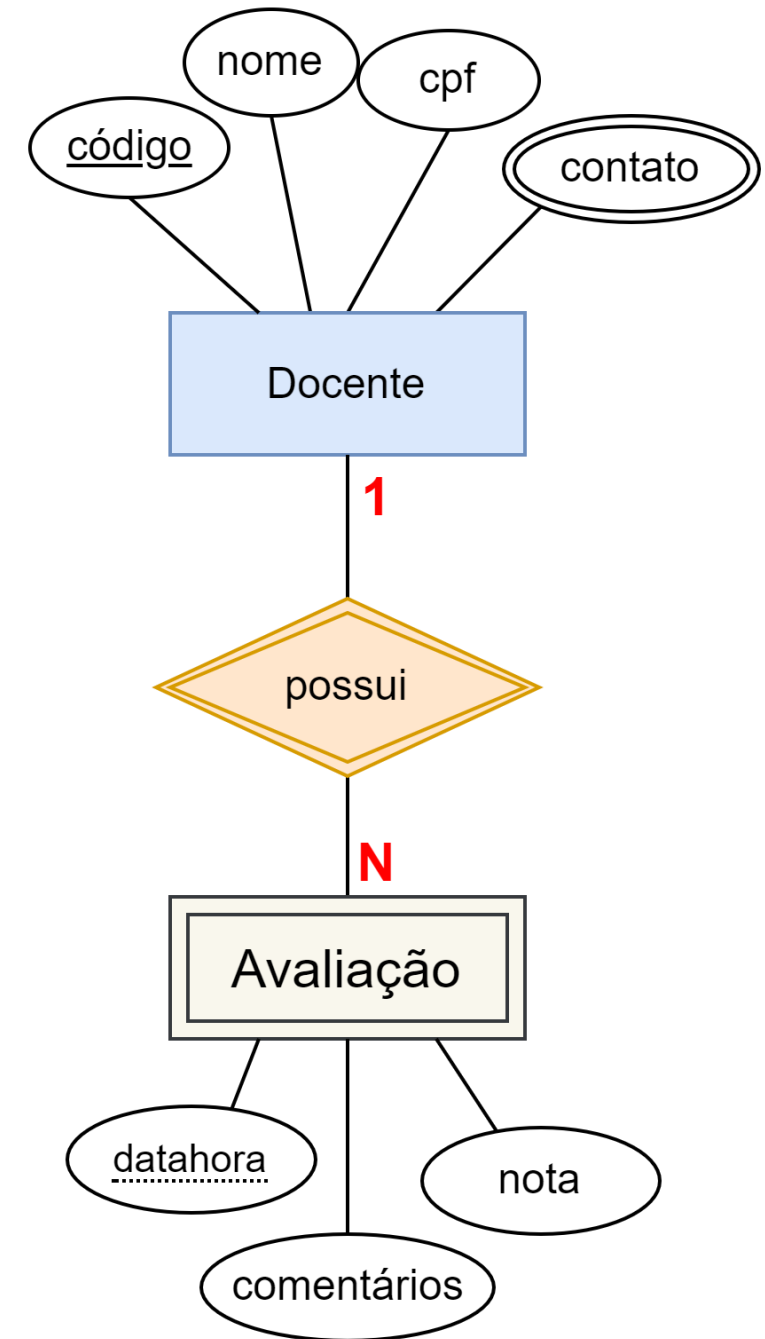 nome
cpf
código
contato
Docente
1
possui
N
Avaliação
datahora
nota
comentários